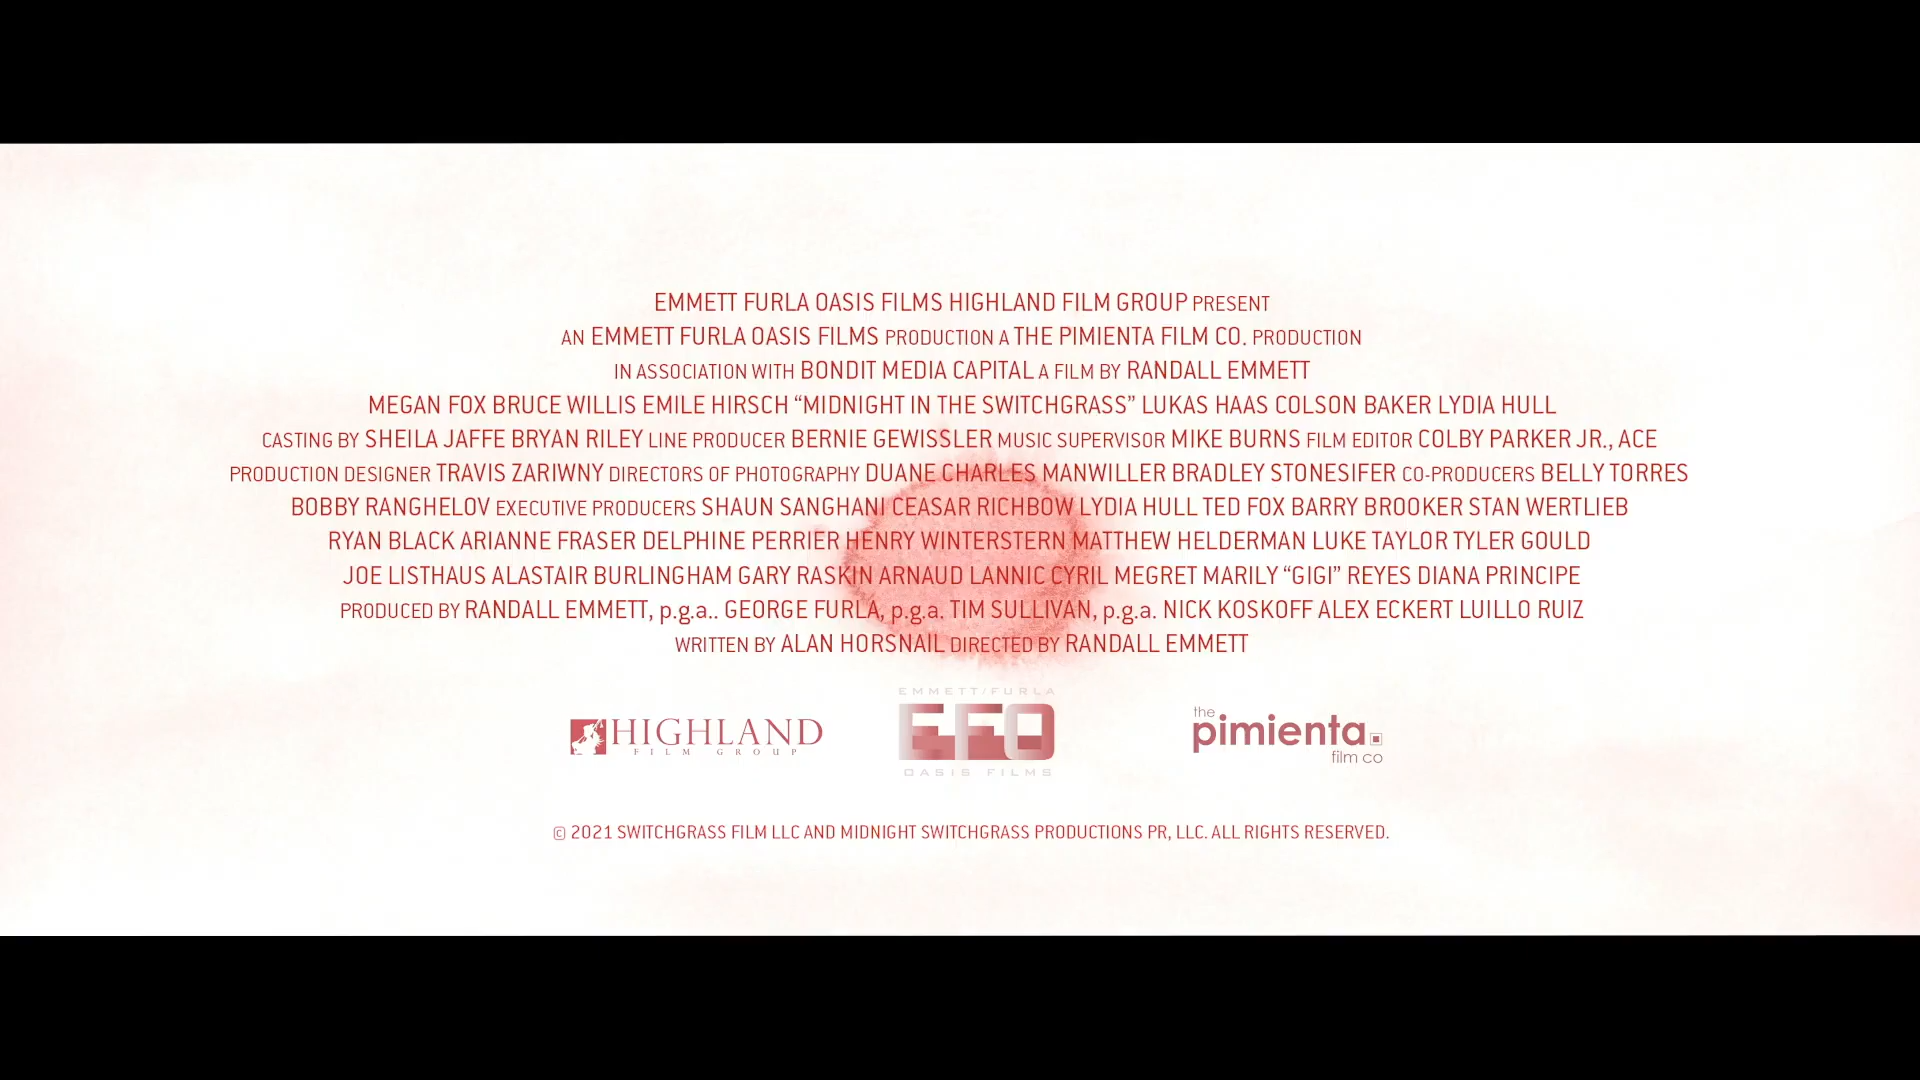 EMMETT FURLA OASIS FILMS HIGHLAND FILM GROUP PRESENT
AN EMMETT FURLA OASIS FILMS PRODUCTION A THE PIMIENTA FILM CO. PRODUCTION
IN ASSOCIATION WITH BONDIT MEDIA CAPITAL A FILM BY RANDALL EMMETT
MEGAN FOX BRUCE WILLIS EMILE HIRSCH “MIDNIGHT IN THE SWITCHGRASS” LUKAS HAAS COLSON BAKER LYDIA HULL
CASTING BY SHEILA JAFFE BRYAN RILEY LINE PRODUCER BERNIE GEWISSLER MUSIC SUPERVISOR MIKE BURNS FILM EDITOR COLBY PARKER JR., ACE
PRODUCTION DESIGNER TRAVIS ZARIWNY DIRECTORS OF PHOTOGRAPHY DUANE CHARLES MANWILLER BRADLEY STONESIFER CO-PRODUCERS BELLY TORRES
BOBBY RANGHELOV EXECUTIVE PRODUCERS SHAUN SANGHANI CEASAR RICHBOW LYDIA HULL TED FOX BARRY BROOKER STAN WERTLIEB
RYAN BLACK ARIANNE FRASER DELPHINE PERRIER HENRY WINTERSTERN MATTHEW HELDERMAN LUKE TAYLOR TYLER GOULD
JOE LISTHAUS ALASTAIR BURLINGHAM GARY RASKIN ARNAUD LANNIC CYRIL MEGRET MARILY “GIGI” REYES DIANA PRINCIPE
PRODUCED BY RANDALL EMMETT, p.g.a.. GEORGE FURLA, p.g.a. TIM SULLIVAN, p.g.a. NICK KOSKOFF ALEX ECKERT LUILLO RUIZ
WRITTEN BY ALAN HORSNAIL DIRECTED BY RANDALL EMMETT
HIGHLAND
FILM GROUP
EMMETT/FURLA
EFO
OASIS FILMS
the
pimienta.
film co
© 2021 SWITCHGRASS FILM LLC AND MIDNIGHT SWITCHGRASS PRODUCTIONS PR, LLC. ALL RIGHTS RESERVED.